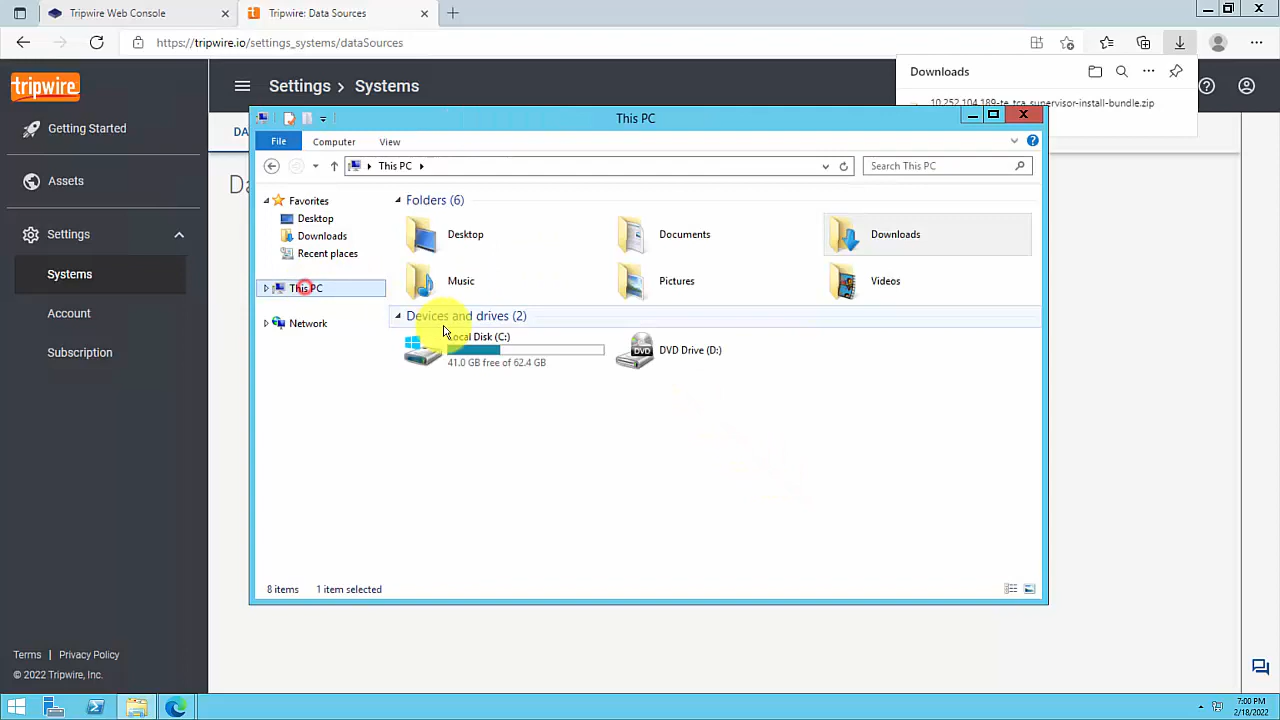 Tripwire Web Console
Tripwire: Data Sources
https://tripwire.io/settings_systems/dataSources
tripwire
Settings > Systems
Downloads
10.252.104.189-te_tca_supervisor-install-bundle.zip
Getting Started
Assets
Settings
Systems
Account
Subscription
DA
Da
This PC
File
Computer
View
This PC
Search This PC
Favorites
Desktop
Downloads
Recent places
This PC
Network
Folders (6)
Desktop
Documents
Downloads
Music
Pictures
Videos
Devices and drives (2)
ocal Disk (C:)
41.0 GB free of 62.4 GB
DVD
DVD Drive (D:)
8 items
1 item selected
Terms | Privacy Policy
© 2022 Tripwire, Inc.
7:00 PM
2/18/2022